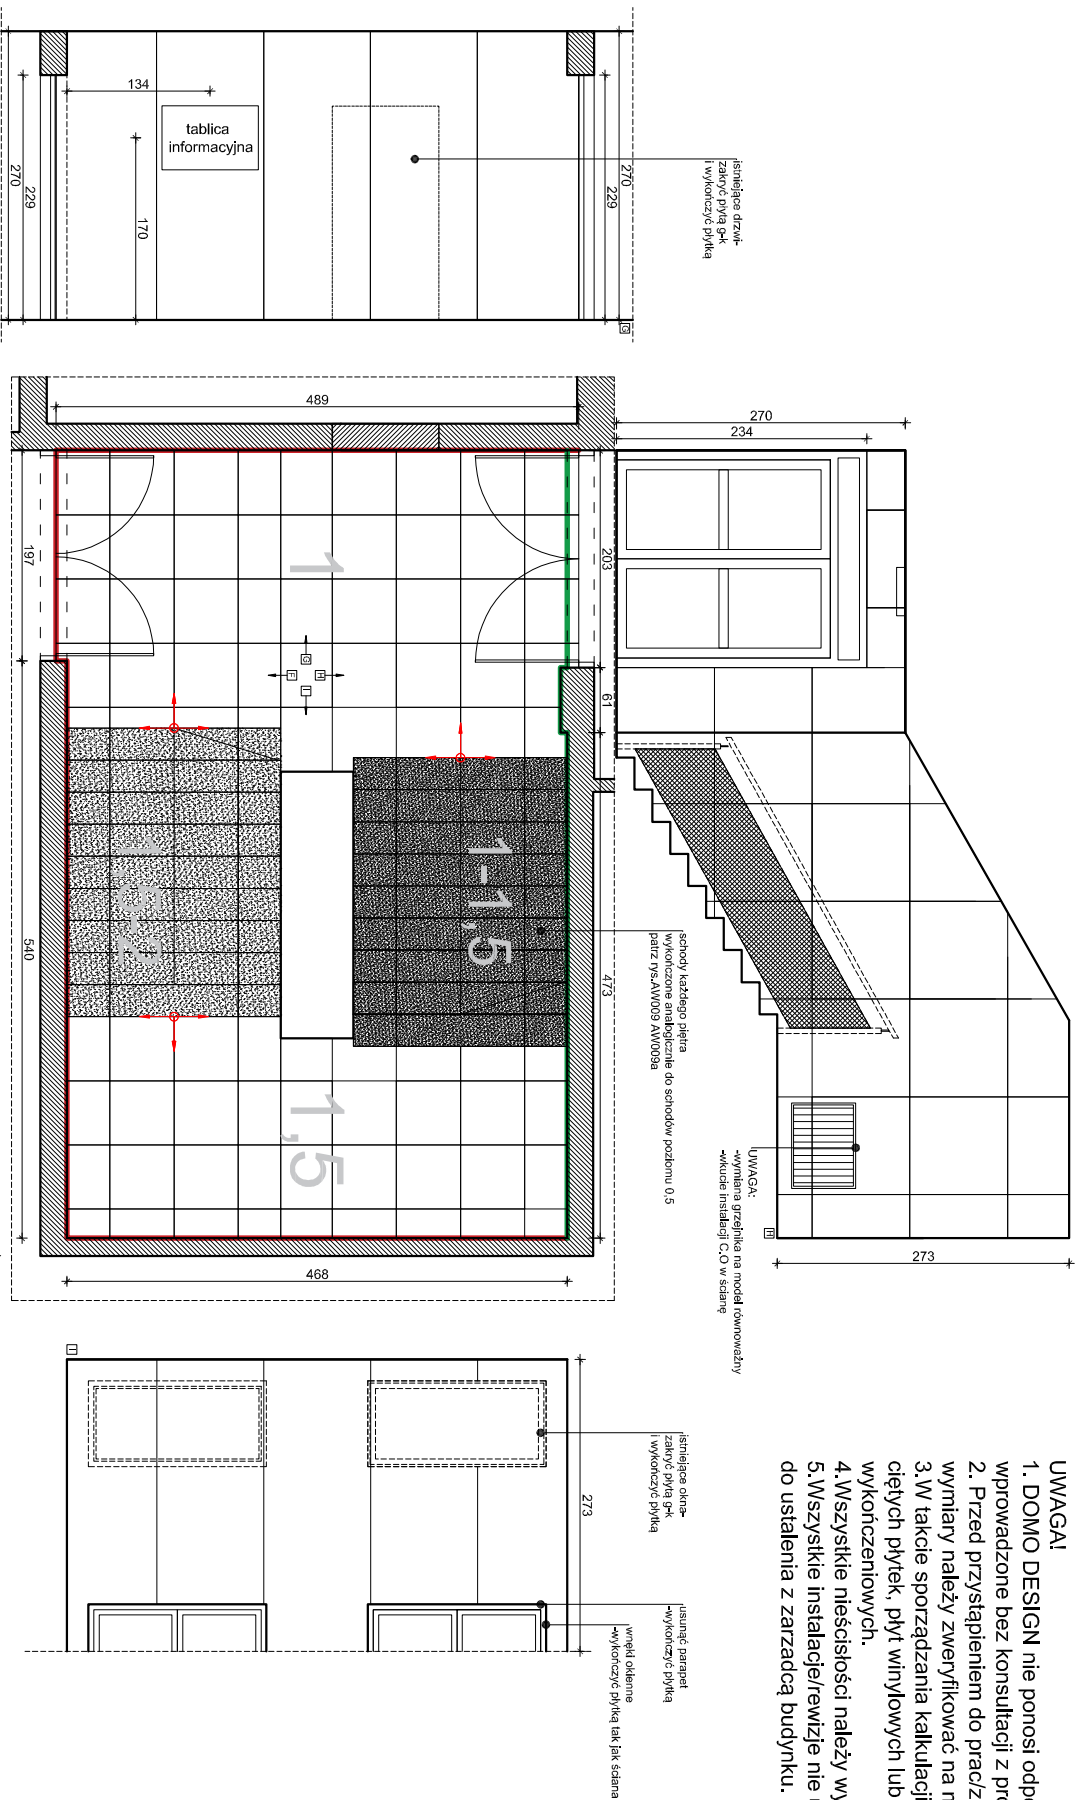 270
229
134
tablica
informacyjna
170
229
270
istniejące drzwi-
zakryć płytą g-k
i wykończyć płytką
G
489
270
234
197
203
61
1
G
H
F
I
1-1,5
1,5-2
1,5
540
473
468
schody każdego piętra
wykończone analogicznie do schodów poziomu 0,5
patrz rys.AW009 AW009a
UWAGA:
-wymiana grzejnika na model równoważny
-wkucie instalacji C.O w ścianę
H
273
I
273
istniejące okna-
zakryć płytą g-k
i wykończyć płytką
usunąć parapet
-wykończyć płytką
wnęki okienne
-wykończyć płytką tak jak ściana
UWAGA!
1. DOMO DESIGN nie ponosi odp
wprowadzone bez konsultacji z pr
2. Przed przystąpieniem do prac/z
wymiary należy zweryfikować na
3.W takcie sporządzania kalkulacji
ciętych płytek, płyt winylowych lub
wykończeniowych.
4.Wszystkie nieścisłości należy wy
5.Wszystkie instalacje/rewizje nie
do ustalenia z zarzadcą budynku.